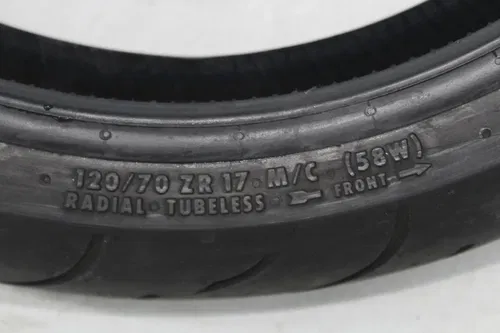 120/70 ZR 17 M/C (58W)
RADIAL TUBELESS FRONT